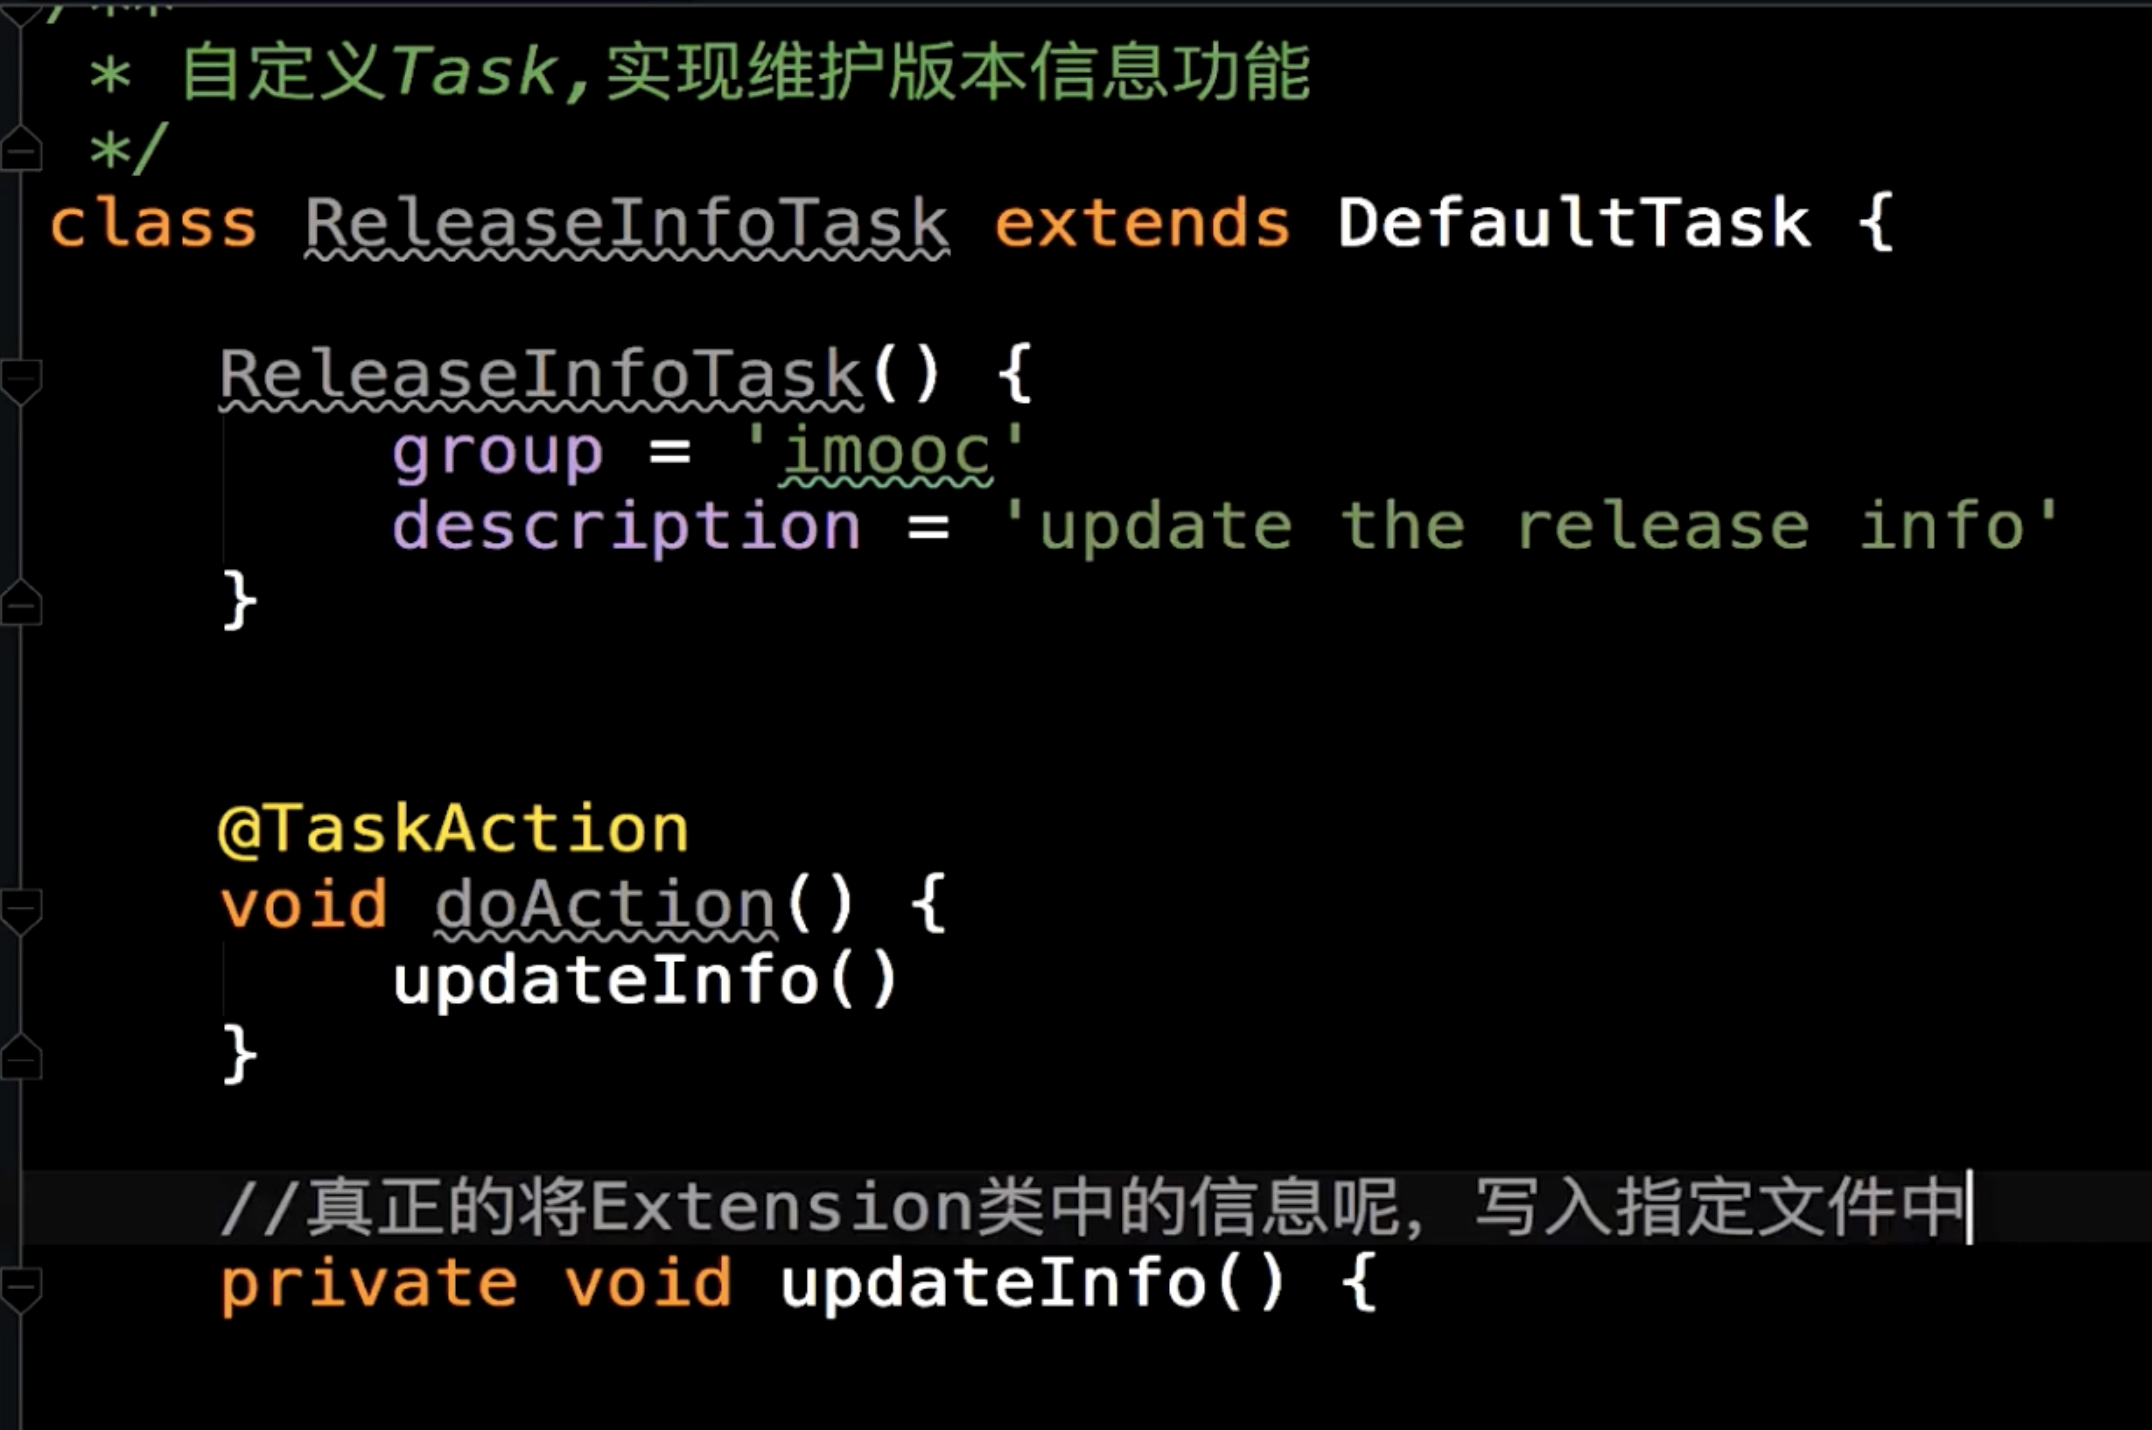 * 自定义Task,实现维护版本信息功能
*/
class ReleaseInfoTask extends DefaultTask {
ReleaseInfoTask() {
group = 'imooc'
description = 'update the release info'
}
@TaskAction
void doAction() {
updateInfo()
}
//真正的将Extension类中的信息呢，写入指定文件中
private void updateInfo() {